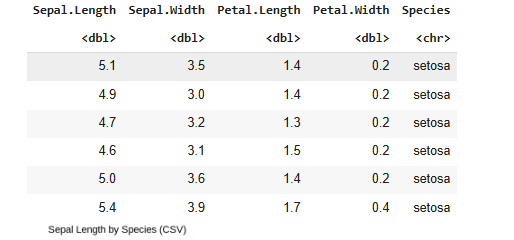 Sepal.Length Sepal.Width Petal.Length Petal.Width Species
<dbl> <dbl> <dbl> <dbl> <chr>
5.1 3.5 1.4 0.2 setosa
4.9 3.0 1.4 0.2 setosa
4.7 3.2 1.3 0.2 setosa
4.6 3.1 1.5 0.2 setosa
5.0 3.6 1.4 0.2 setosa
5.4 3.9 1.7 0.4 setosa
Sepal Length by Species (CSV)